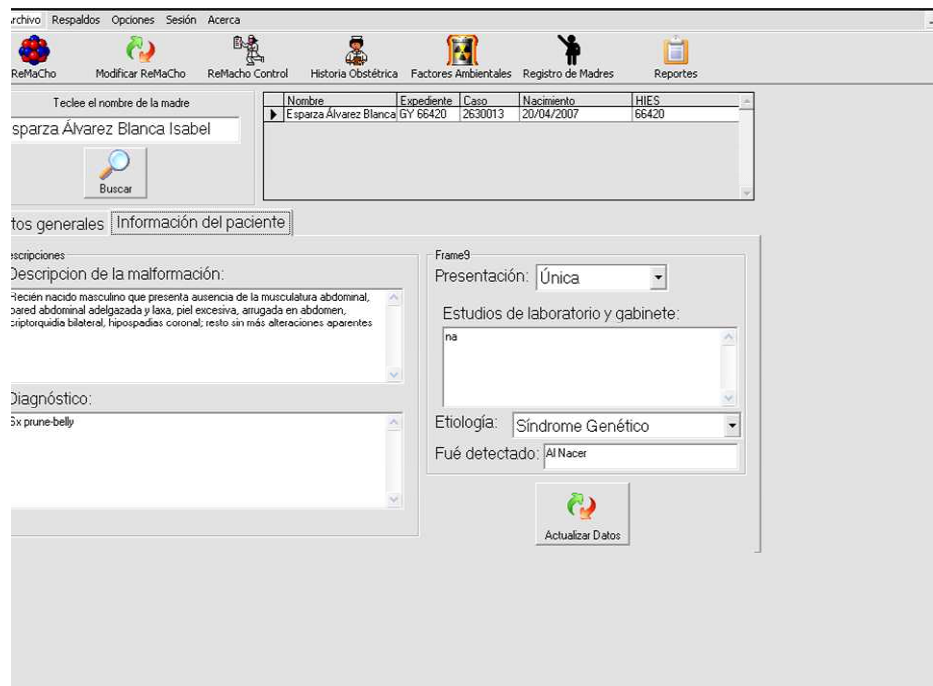 rchivo Respaldos Opciones Sesión Acerca
ReMaCho Modificar ReMaCho ReMacho Control Historia Obstétrica Factores Ambientales Registro de Madres Reportes
Teclee el nombre de la madre
sparza Álvarez Blanca Isabel
Buscar
Nombre Expediente Caso Nacimiento HIES
Esparza Álvarez Blanca GY 66420 2630013 20/04/2007 66420
tos generales Información del paciente
escripciones
Descripcion de la malformación:
Recién nacido masculino que presenta ausencia de la musculatura abdominal,
pared abdominal adelgazada y laxa, piel excesiva, arrugada en abdomen,
criptorquidia bilateral, hipospadias coronal; resto sin más alteraciones aparentes
Diagnóstico:
Sx prune-belly
Frame9
Presentación: Única
Estudios de laboratorio y gabinete:
na
Etiología: Síndrome Genético
Fué detectado: Al Nacer
Actualizar Datos